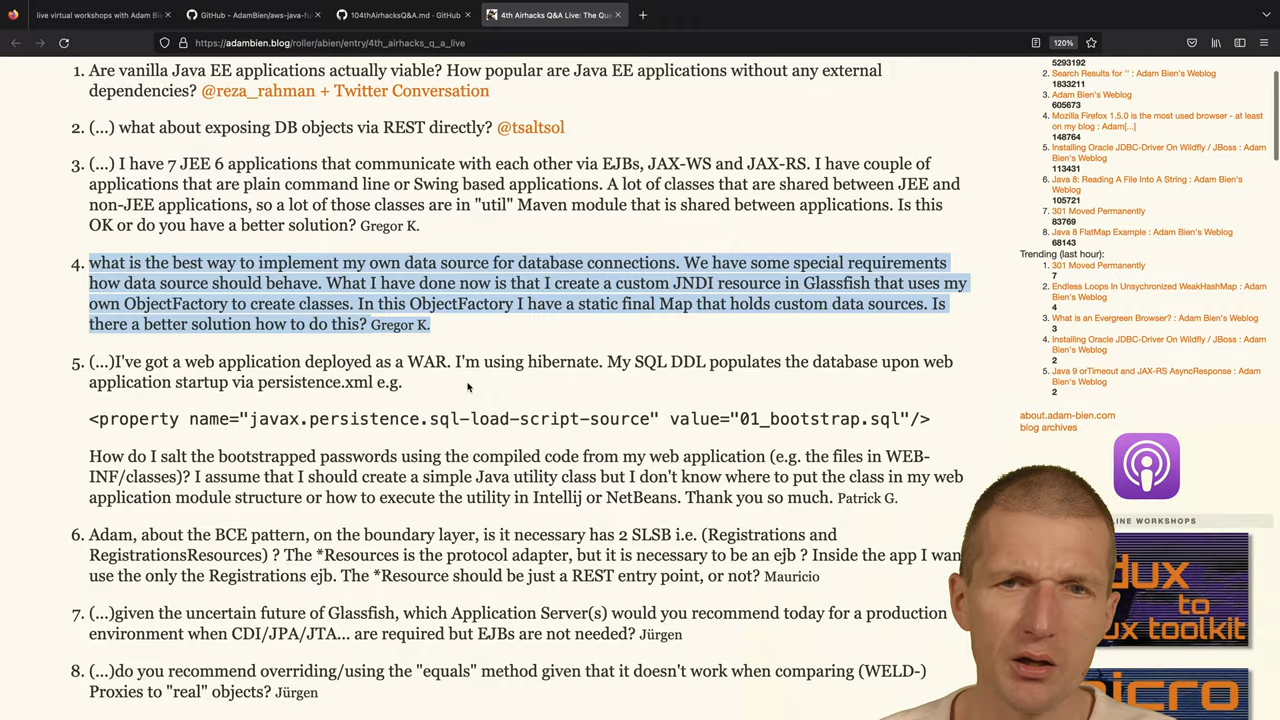 live virtual workshops with Adam Bi
GitHub - AdamBien/aws-java-fu
104thAirhacksQ&A.md · GitHub
4th Airhacks Q&A Live: The Que
https://adambien.blog/roller/abien/entry/4th_airhacks_q_a_live
120%
1. Are vanilla Java EE applications actually viable? How popular are Java EE applications without any external
dependencies? @reza_rahman + Twitter Conversation
2. (...) what about exposing DB objects via REST directly? @tsaltsol
3. (...) I have 7 JEE 6 applications that communicate with each other via EJBs, JAX-WS and JAX-RS. I have couple of
applications that are plain command line or Swing based applications. A lot of classes that are shared between JEE and
non-JEE applications, so a lot of those classes are in "util" Maven module that is shared between applications. Is this
OK or do you have a better solution? Gregor K.
4. what is the best way to implement my own data source for database connections. We have some special requirements
how data source should behave. What I have done now is that I create a custom JNDI resource in Glassfish that uses my
own ObjectFactory to create classes. In this ObjectFactory I have a static final Map that holds custom data sources. Is
there a better solution how to do this? Gregor K.
5. (...)I've got a web application deployed as a WAR. I'm using hibernate. My SQL DDL populates the database upon web
application startup via persistence.xml e.g.
<property name="javax.persistence.sql-load-script-source" value="01_bootstrap.sql"/>
How do I salt the bootstrapped passwords using the compiled code from my web application (e.g. the files in WEB-
INF/classes)? I assume that I should create a simple Java utility class but I don't know where to put the class in my web
application module structure or how to execute the utility in Intellij or NetBeans. Thank you so much. Patrick G.
6. Adam, about the BCE pattern, on the boundary layer, is it necessary has 2 SLSB i.e. (Registrations and
RegistrationsResources) ? The *Resources is the protocol adapter, but it is necessary to be an ejb ? Inside the app I wan
use the only the Registrations ejb. The *Resource should be just a REST entry point, or not? Mauricio
7. (...)given the uncertain future of Glassfish, which Application Server(s) would you recommend today for a production
environment when CDI/JPA/JTA... are required but EJBs are not needed? Jürgen
8. (...)do you recommend overriding/using the "equals" method given that it doesn't work when comparing (WELD-)
Proxies to "real" objects? Jürgen
5293192
2. Search Results for '' : Adam Bien's Weblog
1833211
3. Adam Bien's Weblog
605673
4. Mozilla Firefox 1.5.0 is the most used browser - at least
on my blog : Adam[...]
148764
5. Installing Oracle JDBC-Driver On Wildfly / JBoss : Adam
Bien's Weblog
113431
6. Java 8: Reading A File Into A String : Adam Bien's
Weblog
105721
7. 301 Moved Permanently
70413
8. Java 8 FlatMap Example : Adam Bien's Weblog
68143
Trending (last hour):
1. 301 Moved Permanently
7
2. Endless Loops In Unsynchronized WeakHashMap : Adam
Bien's Weblog
3
3. What is an Evergreen Browser? : Adam Bien's Weblog
2
4. Installing Oracle JDBC-Driver On Wildfly / JBoss : Adam
Bien's Weblog
2
5. Java 9 orTimeout and JAX-RS AsyncResponse : Adam
Bien's Weblog
2
about.adam-bien.com
blog archives
LINE WORKSHOPS
dux
to
ux toolkit
micro